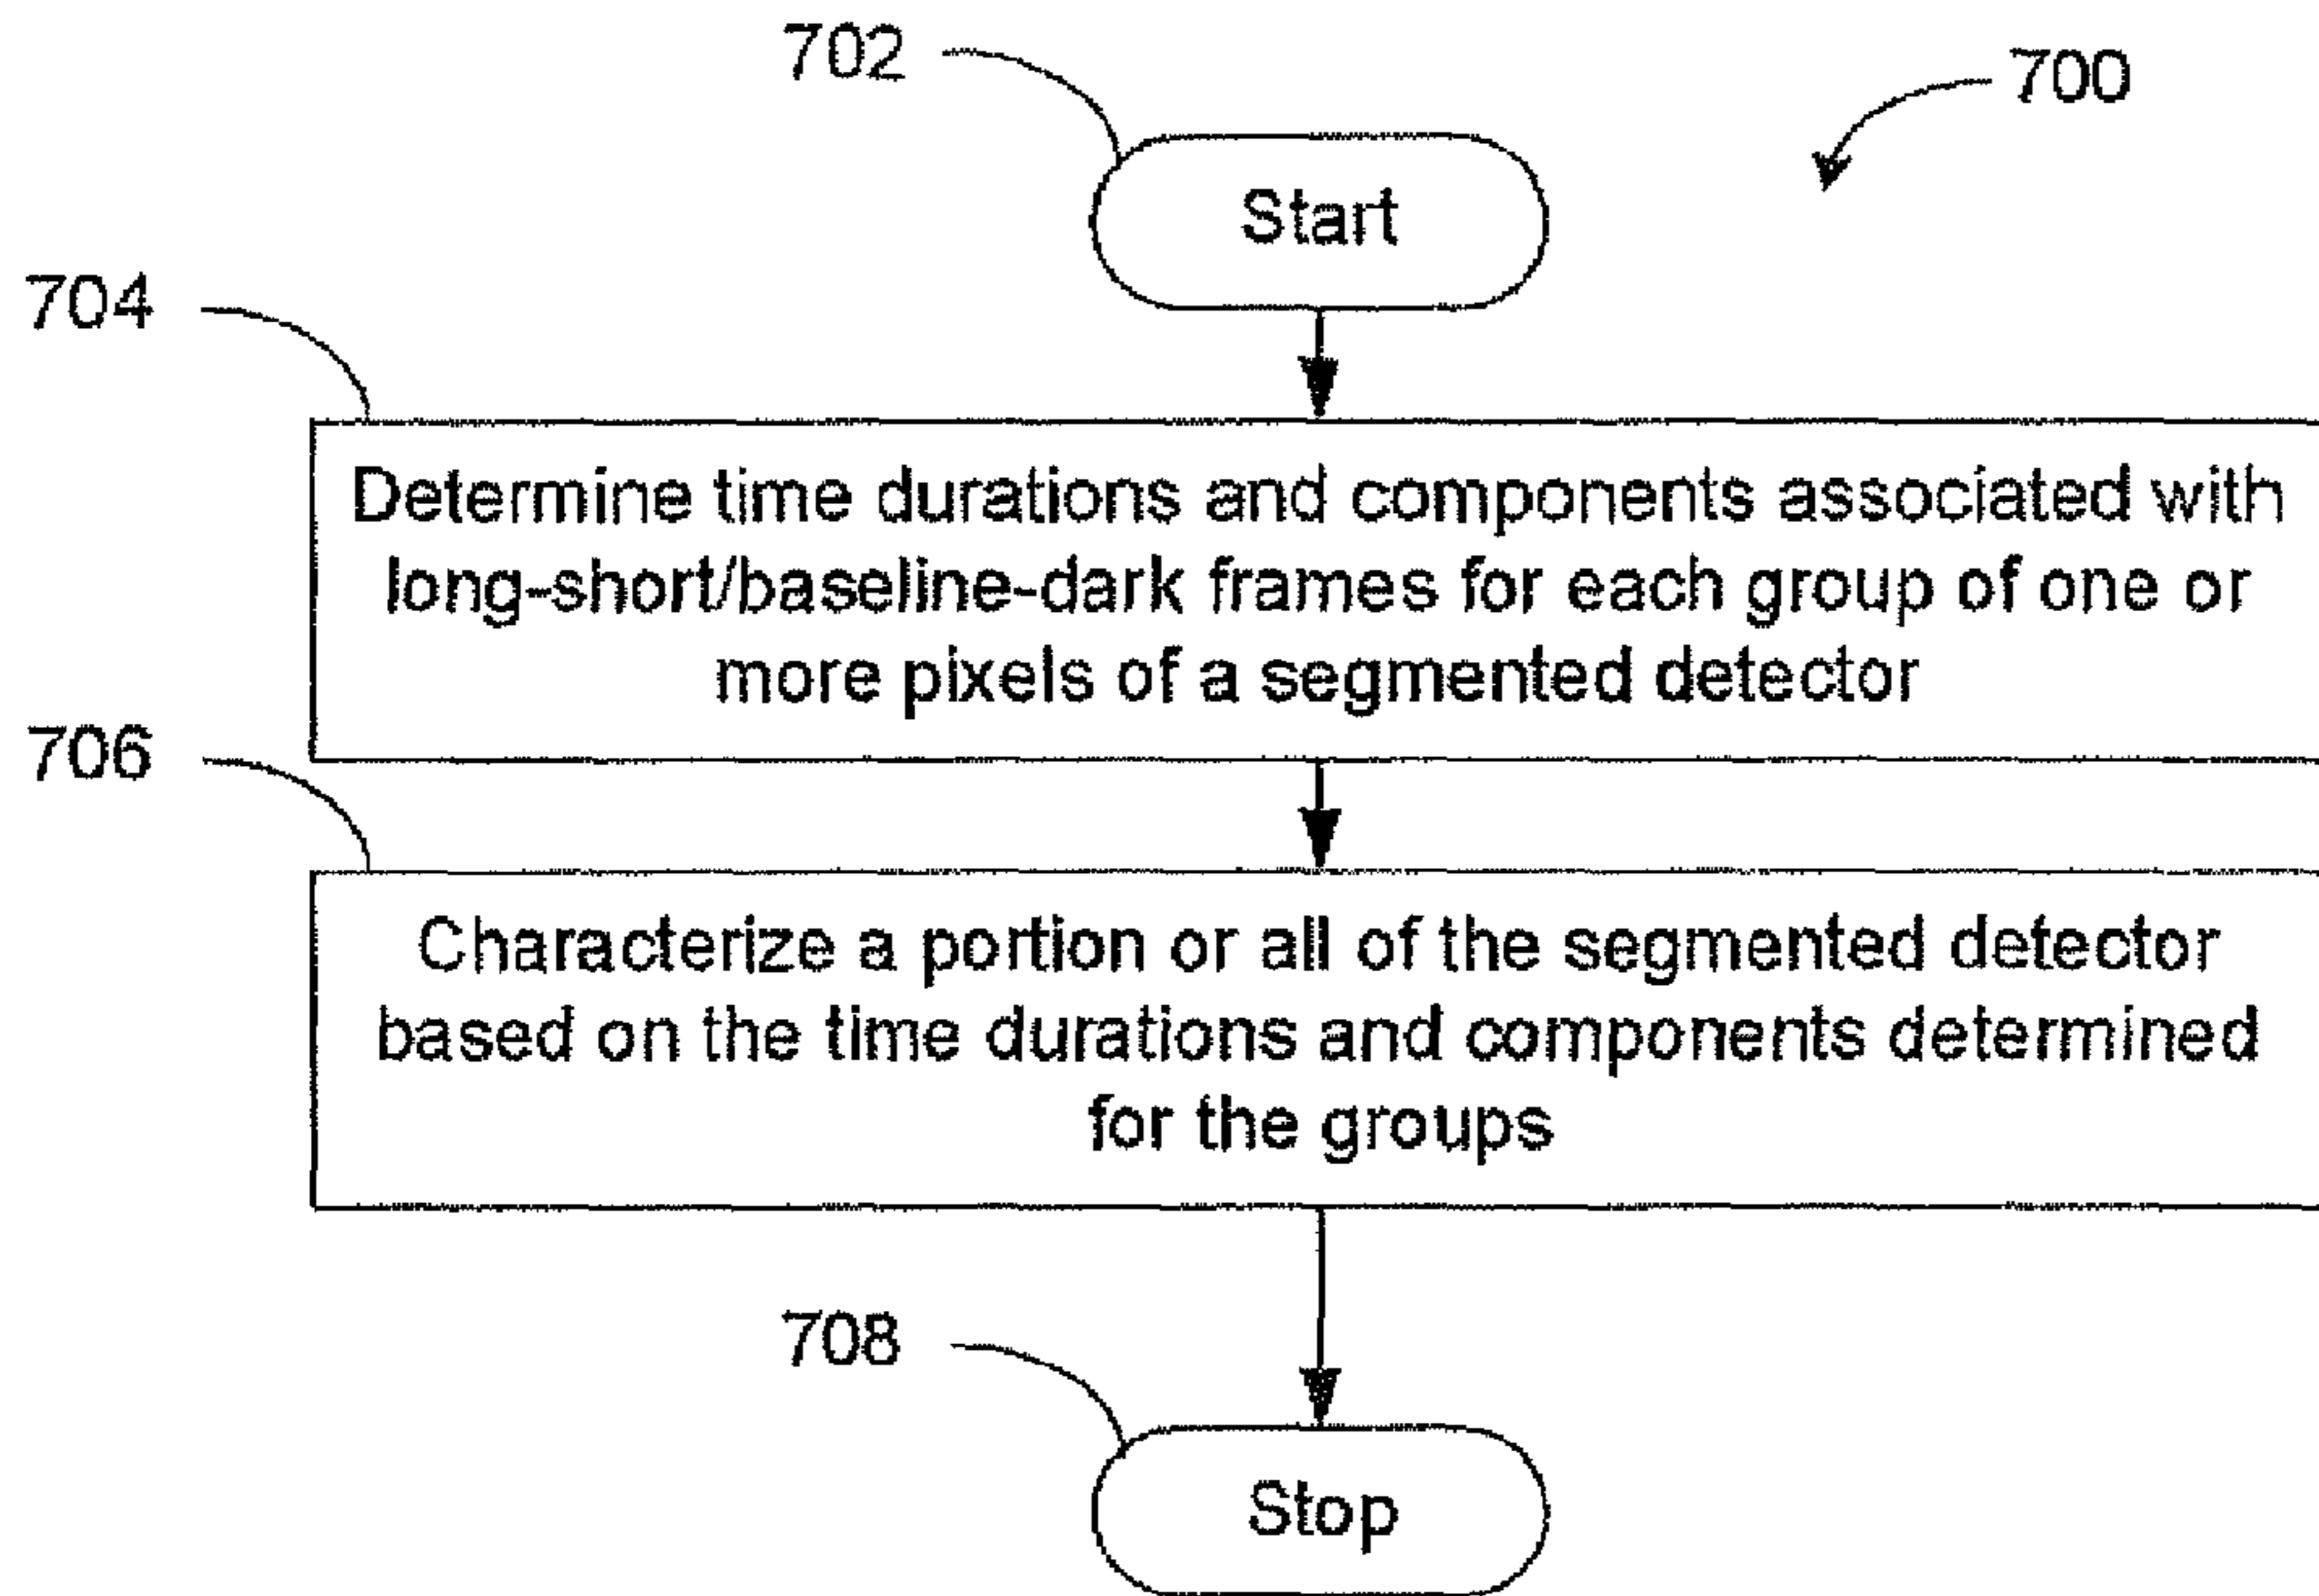 702
700
Start
704
Determine time durations and components associated with
long-short/baseline-dark frames for each group of one or
more pixels of a segmented detector
706
Characterize a portion or all of the segmented detector
based on the time durations and components determined
for the groups
708
Stop